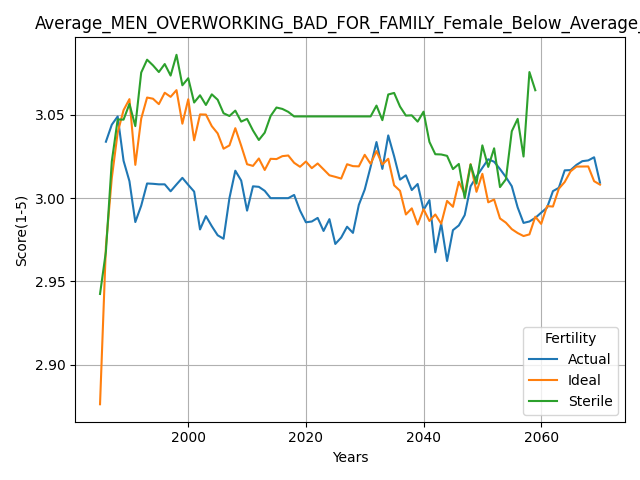 Average_MEN_OVERWORKING_BAD_FOR_FAMILY_Female_Below_Average_
Score(1-5)
3.05
3.00
2.95
2.90
2000
2020
2040
2060
Years
Fertility
Actual
Ideal
Sterile